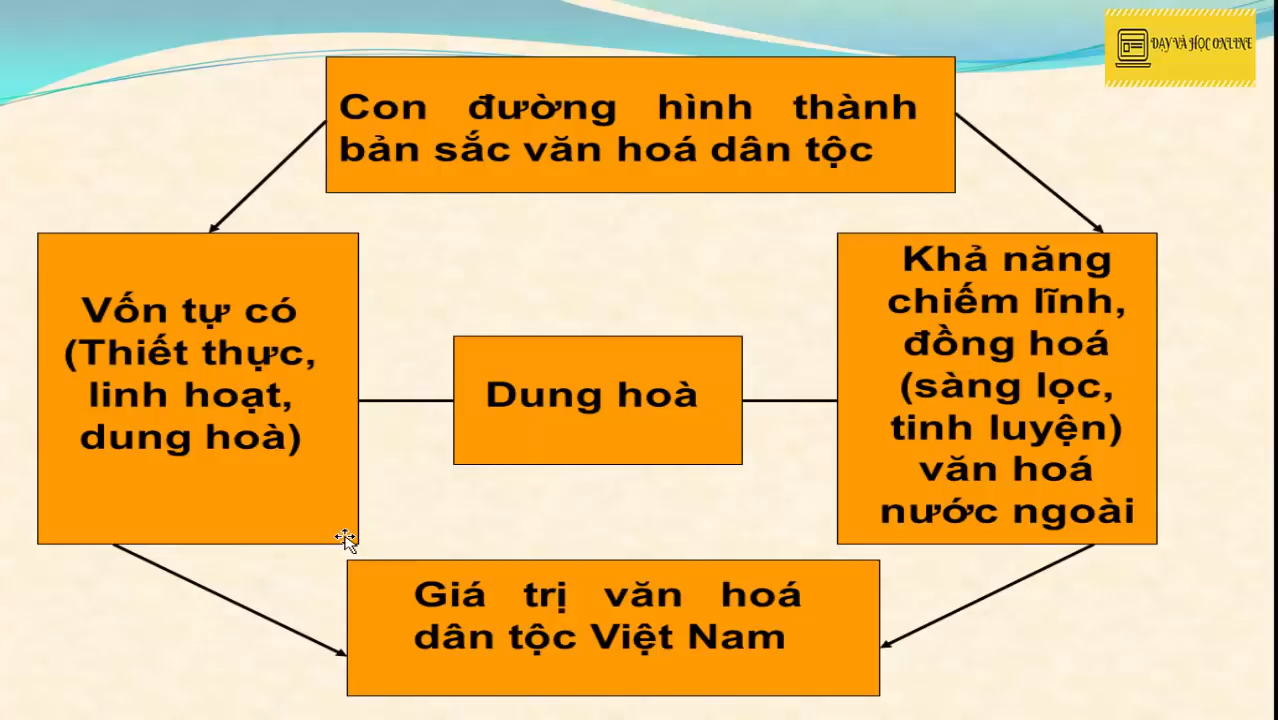 DẠY VÀ HỌC ONLINE
Con đường hình thành
bản sắc văn hoá dân tộc
Vốn tự có
(Thiết thực,
linh hoạt,
dung hoà)
Dung hoà
Khả năng
chiếm lĩnh,
đồng hoá
(sàng lọc,
tinh luyện)
văn hoá
nước ngoài
Giá trị văn hoá
dân tộc Việt Nam